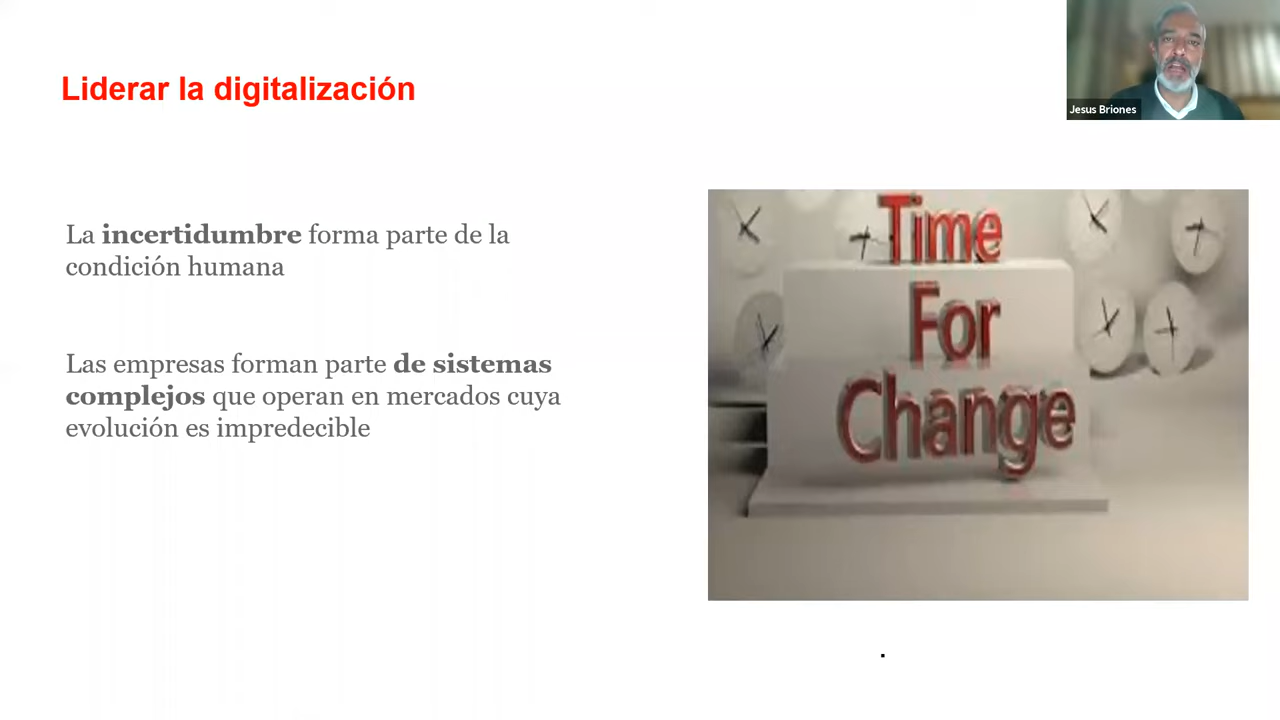 Liderar la digitalización
Jesus Briones
La incertidumbre forma parte de la
condición humana
Las empresas forman parte de sistemas
complejos que operan en mercados cuya
evolución es impredecible
Time
For
Change
.